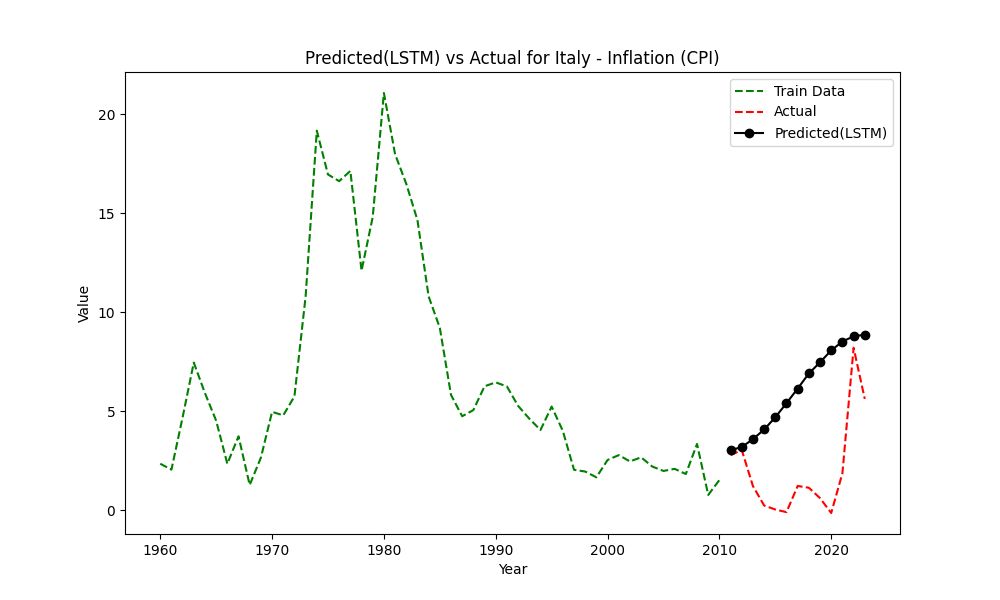 Predicted(LSTM) vs Actual for Italy - Inflation (CPI)
Train Data
Actual
Predicted(LSTM)
Value
20
15
10
5
0
1960 1970 1980 1990 2000 2010 2020
Year